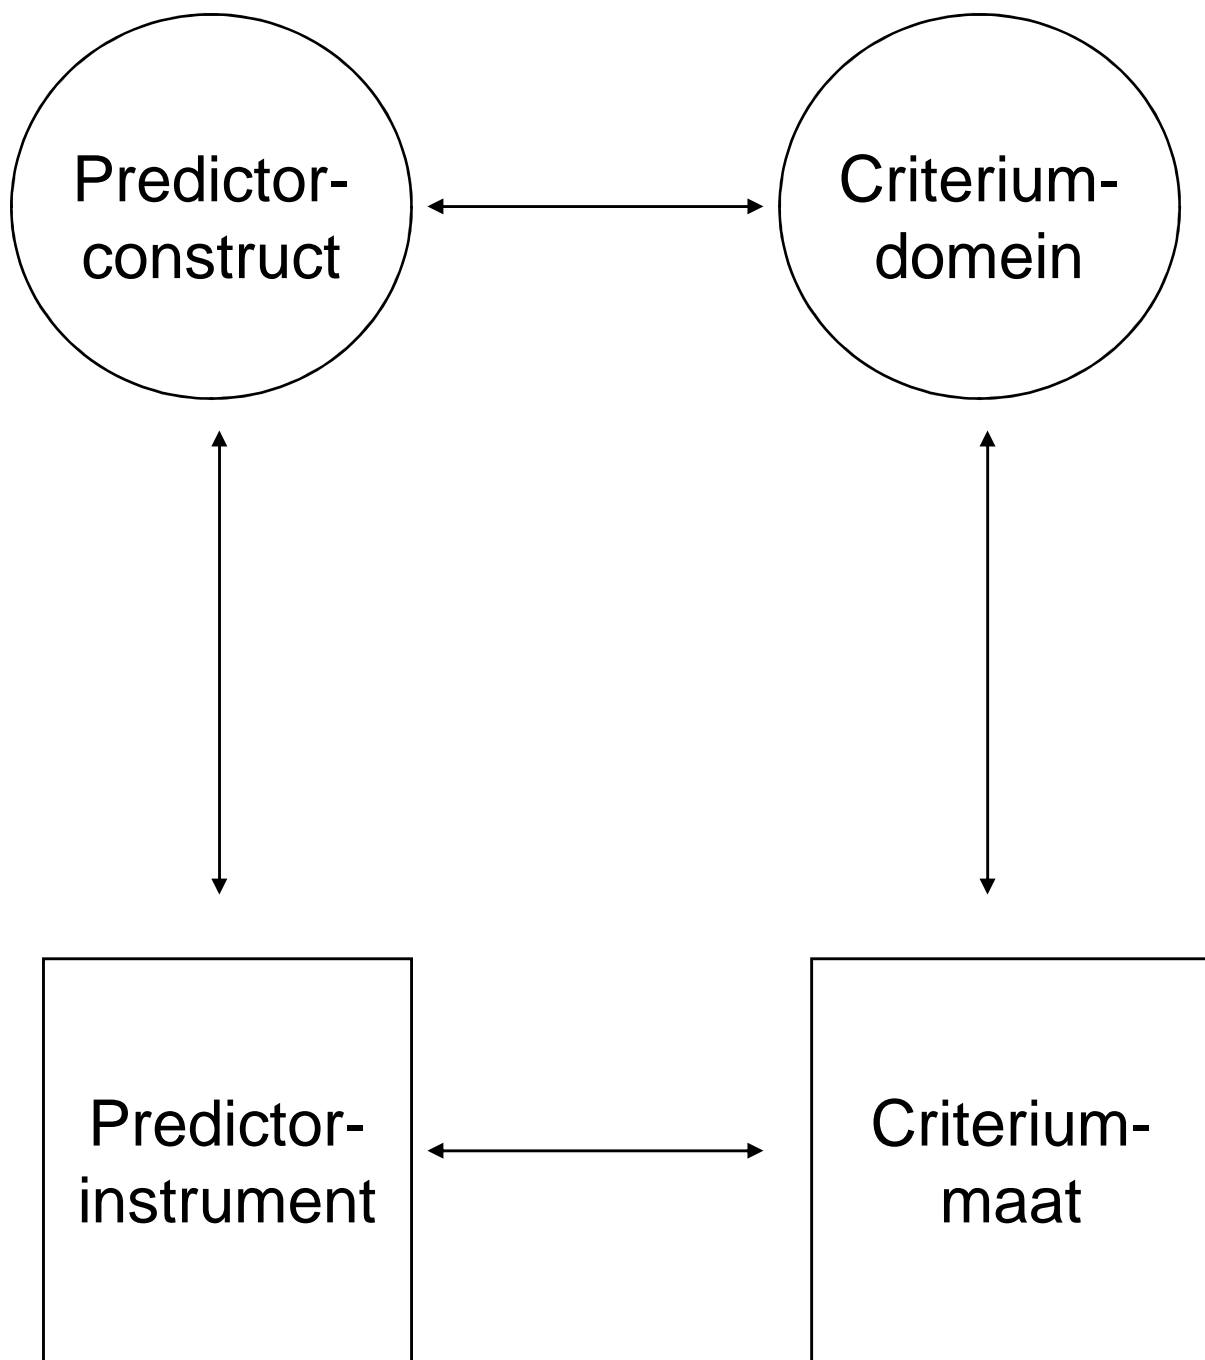 Predictor-
construct
Criterium-
domein
Predictor-
instrument
Criterium-
maat